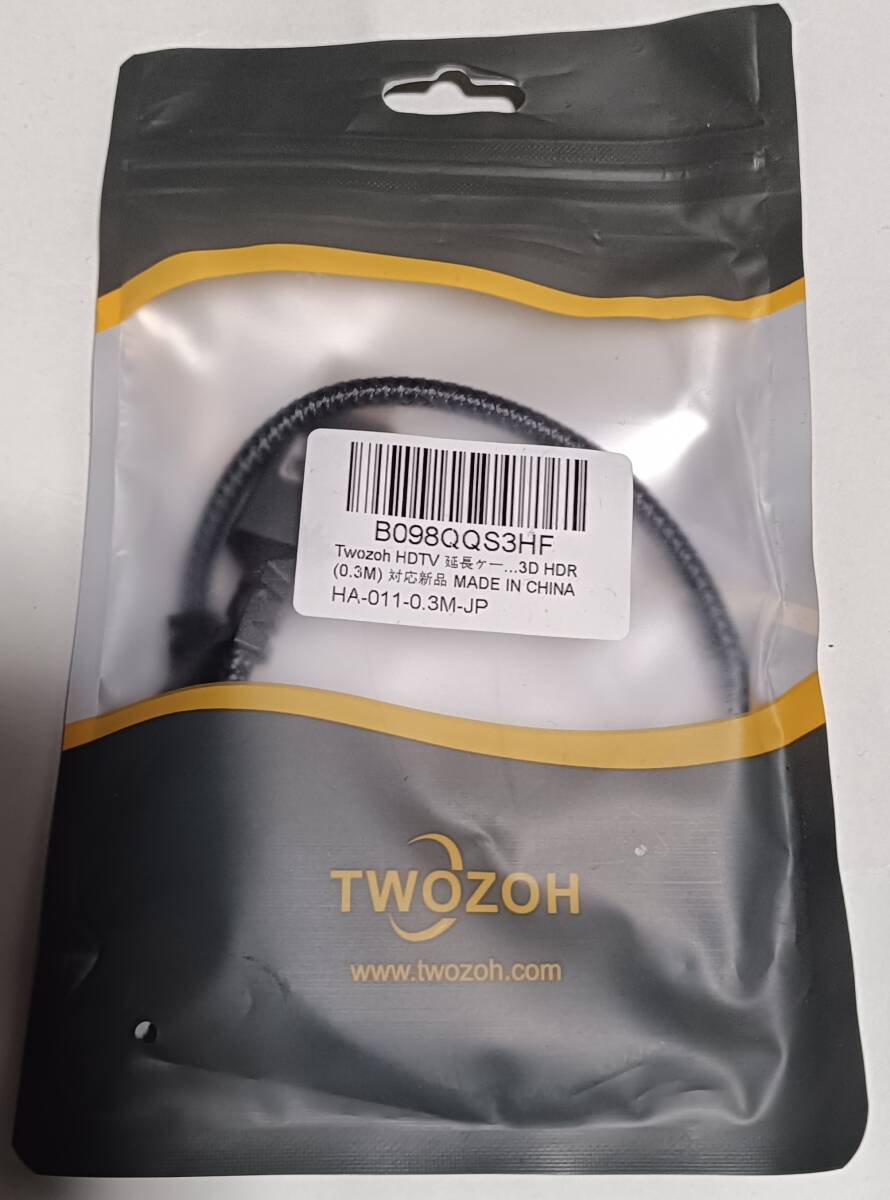 B098QQS3HF
Twozoh HDTV 延長ケー...3D HDR
(0.3M) 対応新品 MADE IN CHINA
HA-011-0.3M-JP
TWOZOH
www.twozoh.com